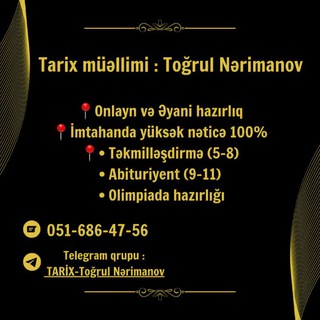 Tarix müəllimi : Toğrul Nərimanov
📍Onlayn və Əyani hazırlıq
📍İmtahanda yüksək nəticə 100%
📍• Təkmilləşdirmə (5-8)
• Abituriyent (9-11)
• Olimpiada hazırlığı
051-686-47-56
Telegram qrupu :
TARİX-Toğrul Nərimanov